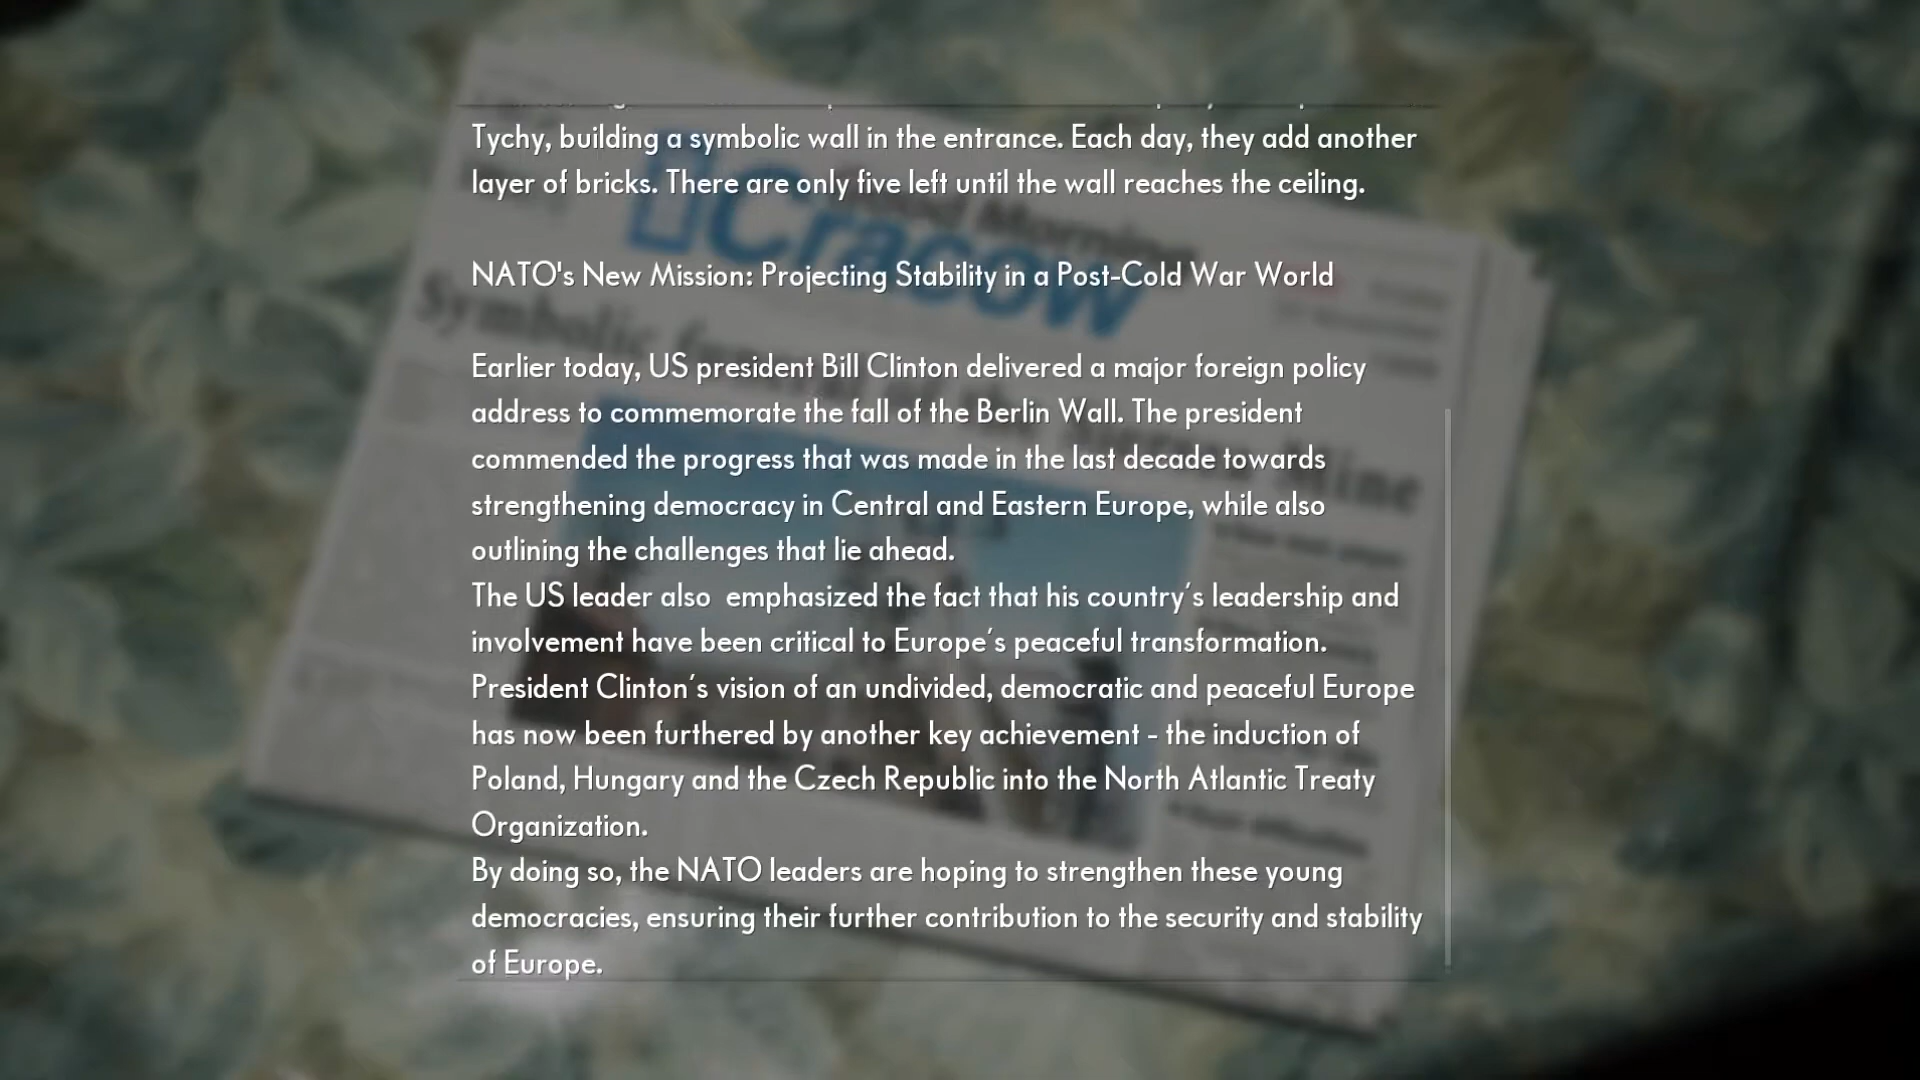 Tychy, building a symbolic wall in the entrance. Each day, they add another
layer of bricks. There are only five left until the wall reaches the ceiling.
NATO's New Mission: Projecting Stability in a Post-Cold War World
Earlier today, US president Bill Clinton delivered a major foreign policy
address to commemorate the fall of the Berlin Wall. The president
commended the progress that was made in the last decade towards
strengthening democracy in Central and Eastern Europe, while also
outlining the challenges that lie ahead.
The US leader also  emphasized the fact that his country´s leadership and
involvement have been critical to Europe´s peaceful transformation.
President Clinton´s vision of an undivided, democratic and peaceful Europe
has now been furthered by another key achievement - the induction of
Poland, Hungary and the Czech Republic into the North Atlantic Treaty
Organization.
By doing so, the NATO leaders are hoping to strengthen these young
democracies, ensuring their further contribution to the security and stability
of Europe.
Good Morning
Cracow
Symbolic of the Mine